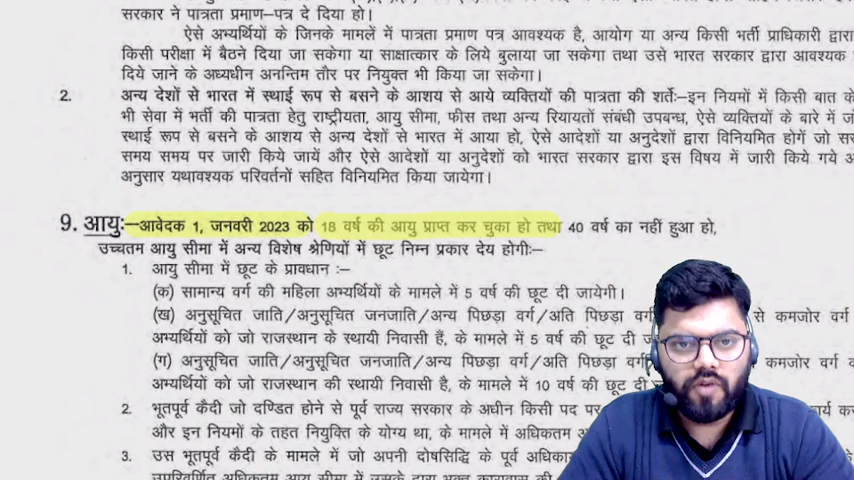 सरकार ने पात्रता प्रमाण–पत्र दे दिया हो।
ऐसे अभ्यर्थियों के जिनके मामलें में पात्रता प्रमाण पत्र आवश्यक है, आयोग या अन्य किसी भर्ती प्राधिकारी द्वारा
किसी परीक्षा में बैठने दिया जा सकेगा या साक्षात्कार के लिये बुलाया जा सकेगा तथा उसे भारत सरकार द्वारा आवश्यक
दिये जाने के अध्यधीन अनन्तिम तौर पर नियुक्त भी किया जा सकेगा।
2. अन्य देशों से भारत में स्थाई रूप से बसने के आशय से आये व्यक्तियों की पात्रता की शर्ते:–इन नियमों में किसी बात के
भी सेवा में भर्ती की पात्रता हेतु राष्ट्रीयता, आयु सीमा, फीस तथा अन्य रियायतों संबंधी उपबन्ध, ऐसे व्यक्तियों के बारे में जो
स्थाई रूप से बसने के आशय से अन्य देशों से भारत में आया हो, ऐसे आदेशों या अनुदेशों द्वारा विनियमित होगें जो
समय समय पर जारी किये जायें और ऐसे आदेशों या अनुदेशों को भारत सरकार द्वारा इस विषय में जारी किये गये
अनुसार यथावश्यक परिवर्तनों सहित विनियमित किया जायेगा।
9. आयुः–आवेदक 1, जनवरी 2023 को 18 वर्ष की आयु प्राप्त कर चुका हो तथा 40 वर्ष का नहीं हुआ हो,
उच्चतम आयु सीमा में अन्य विशेष श्रेणियों में छूट निम्न प्रकार देय होगी:–
1. आयु सीमा में छूट के प्रावधान :–
(क) सामान्य वर्ग की महिला अभ्यर्थियों के मामले में 5 वर्ष की छूट दी जायेगी।
(ख) अनुसूचित जाति/अनुसूचित जनजाति/अन्य पिछड़ा वर्ग/अति पिछड़ा से कमजोर वर्ग
अभ्यर्थियों को जो राजस्थान के स्थायी निवासी हैं, के मामले में 5 वर्ष की छूट दी
(ग) अनुसूचित जाति/अनुसूचित जनजाति/अन्य पिछड़ा वर्ग/अति पिछड़ा कमजोर वर्ग
अभ्यर्थियों को जो राजस्थान की स्थायी निवासी है, के मामले में 10 वर्ष की छूट दी
2. भूतपूर्व कैदी जो दण्डित होने से पूर्व राज्य सरकार के अधीन किसी पद पर
और इन नियमों के तहत नियुक्ति के योग्य था, के मामले में अधिकतम
3. उस भूतपूर्व कैदी के मामले में जो अपनी दोषसिद्धि के पूर्व